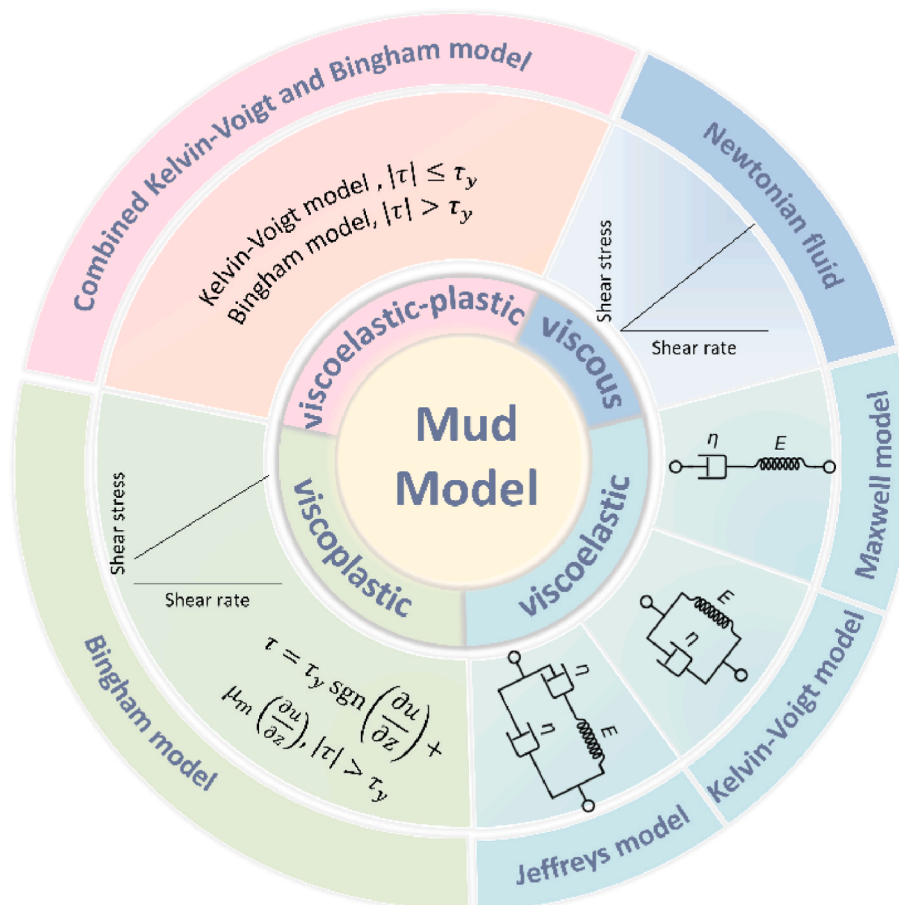 Combined Kelvin-Voigt and Bingham model
Kelvin-Voigt model , |τ| ≤ τ_y
Bingham model, |τ| > τ_y
Newtonian fluid
Shear stress
Shear rate
viscoelastic-plastic
viscous
Mud
Model
viscoplastic
viscoelastic
η
E
Maxwell model
E
η
Kelvin-Voigt model
η
η
E
Jeffreys model
Shear stress
Shear rate
τ = τ_y sgn (∂u/∂z) +
μ_m (∂u/∂z), |τ| > τ_y
Bingham model